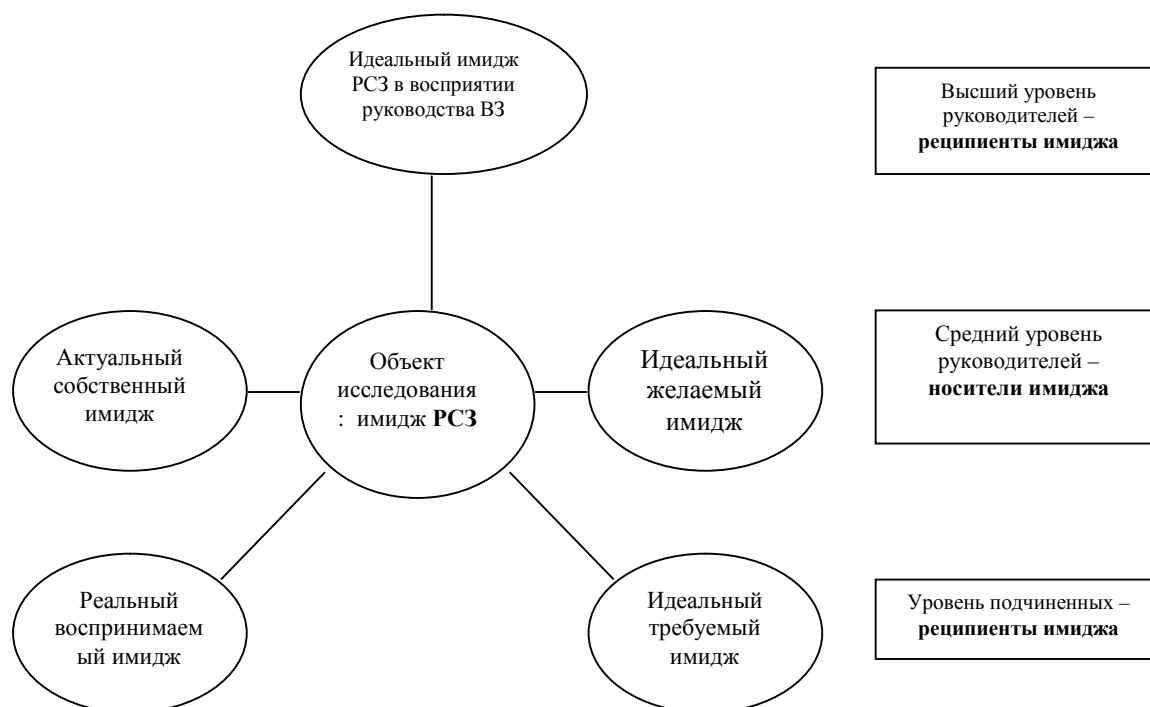 Идеальный имидж
РСЗ в восприятии
руководства ВЗ
Высший уровень
руководителей –
реципиенты имиджа
Актуальный
собственный
имидж
Объект
исследования
: имидж РСЗ
Идеальный
желаемый
имидж
Средний уровень
руководителей –
носители имиджа
Реальный
воспринимаем
ый имидж
Идеальный
требуемый
имидж
Уровень подчиненных –
реципиенты имиджа